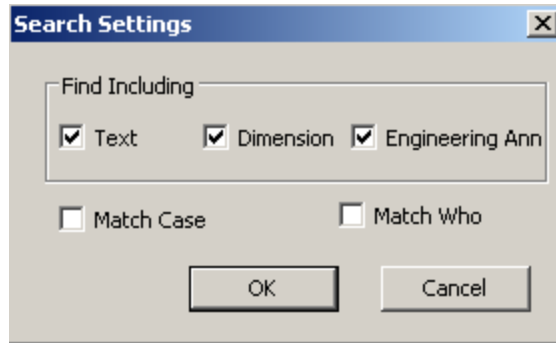 Search Settings
Find Including
Text Dimension Engineering Ann
Match Case Match Who
OK Cancel